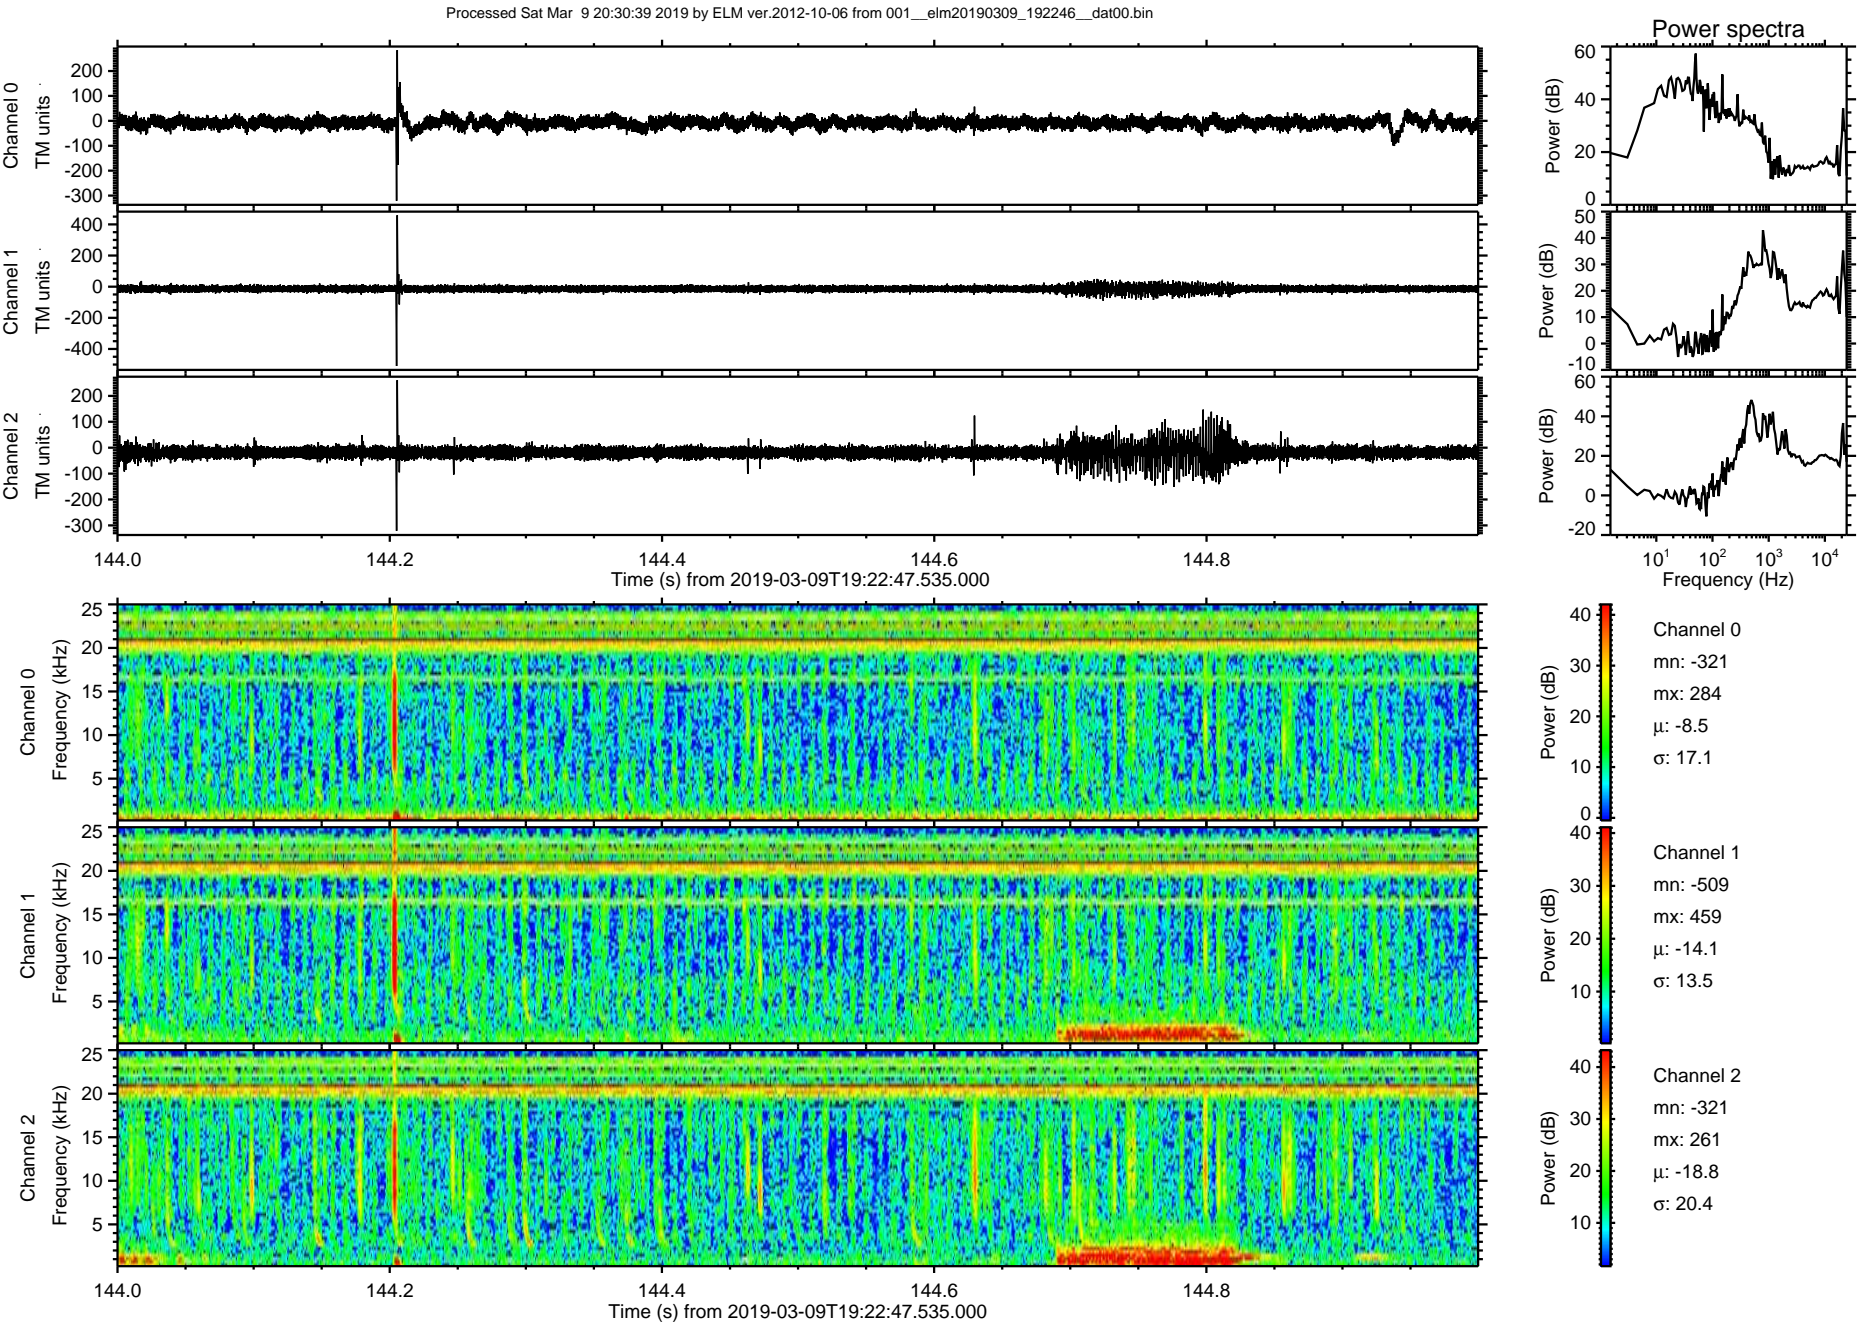 Processed Sat Mar  9 20:30:39 2019 by ELM ver.2012-10-06 from 001__elm20190309_192246__dat00.bin
Power spectra
Channel 0
TM units
200
100
0
-100
-200
-300
Power (dB)
60
40
20
0
Channel 1
TM units
400
200
0
-200
-400
Power (dB)
50
40
30
20
10
0
-10
Channel 2
TM units
200
100
0
-100
-200
-300
Power (dB)
60
40
20
0
-20
144.0 144.2 144.4 144.6 144.8
Time (s) from 2019-03-09T19:22:47.535.000
10^1 10^2 10^3 10^4
Frequency (Hz)
Channel 0
Frequency (kHz)
25
20
15
10
5
Power (dB)
40
30
20
10
0
Channel 0
mn: -321
mx: 284
μ: -8.5
σ: 17.1
Channel 1
Frequency (kHz)
25
20
15
10
5
Power (dB)
40
30
20
10
Channel 1
mn: -509
mx: 459
μ: -14.1
σ: 13.5
Channel 2
Frequency (kHz)
25
20
15
10
5
Power (dB)
40
30
20
10
Channel 2
mn: -321
mx: 261
μ: -18.8
σ: 20.4
144.0 144.2 144.4 144.6 144.8
Time (s) from 2019-03-09T19:22:47.535.000